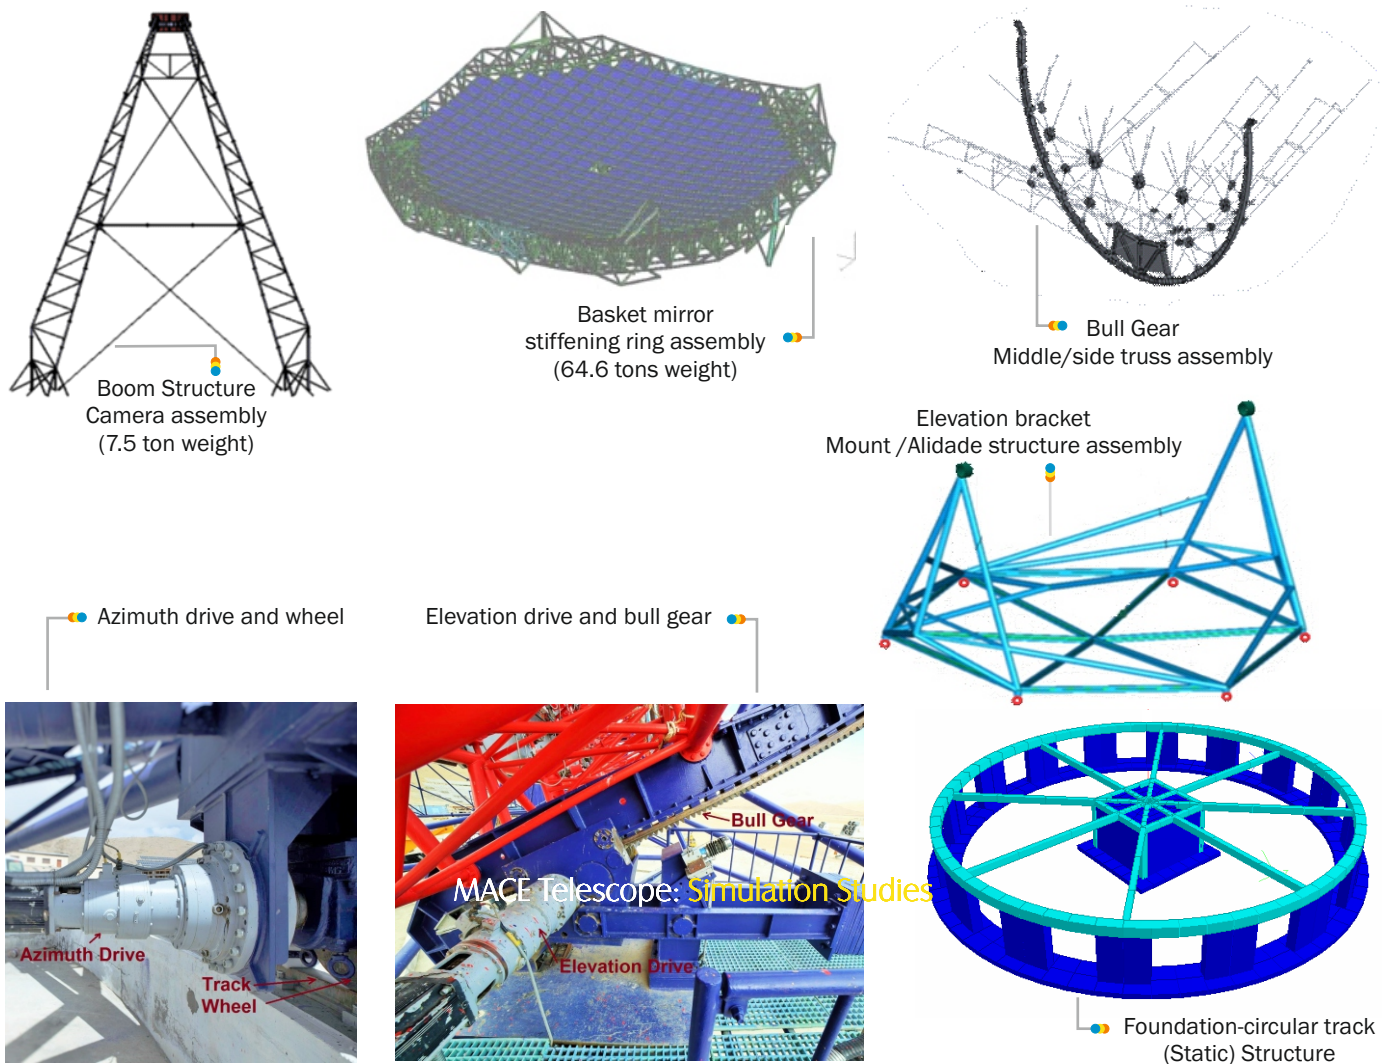 Basket mirror
stiffening ring assembly
(64.6 tons weight)
Bull Gear
Middle/side truss assembly
Boom Structure
Camera assembly
(7.5 ton weight)
Elevation bracket
Mount /Alidade structure assembly
Azimuth drive and wheel
Elevation drive and bull gear
Bull Gear
MACE Telescope: Simulation Studies
Azimuth Drive
Elevation Drive
Track
Wheel
Foundation-circular track
(Static) Structure